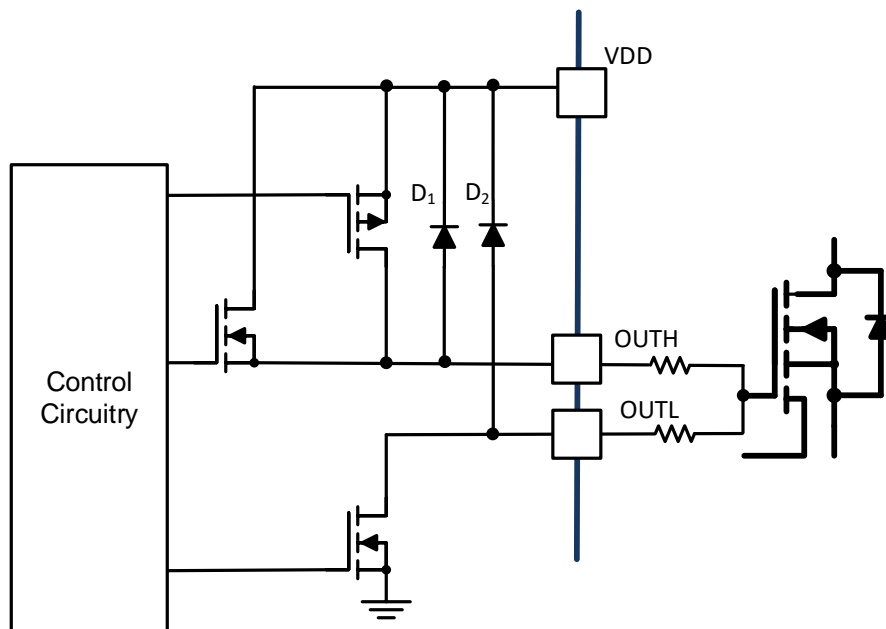 VDD
D₁
D₂
OUTH
OUTL
Control
Circuitry